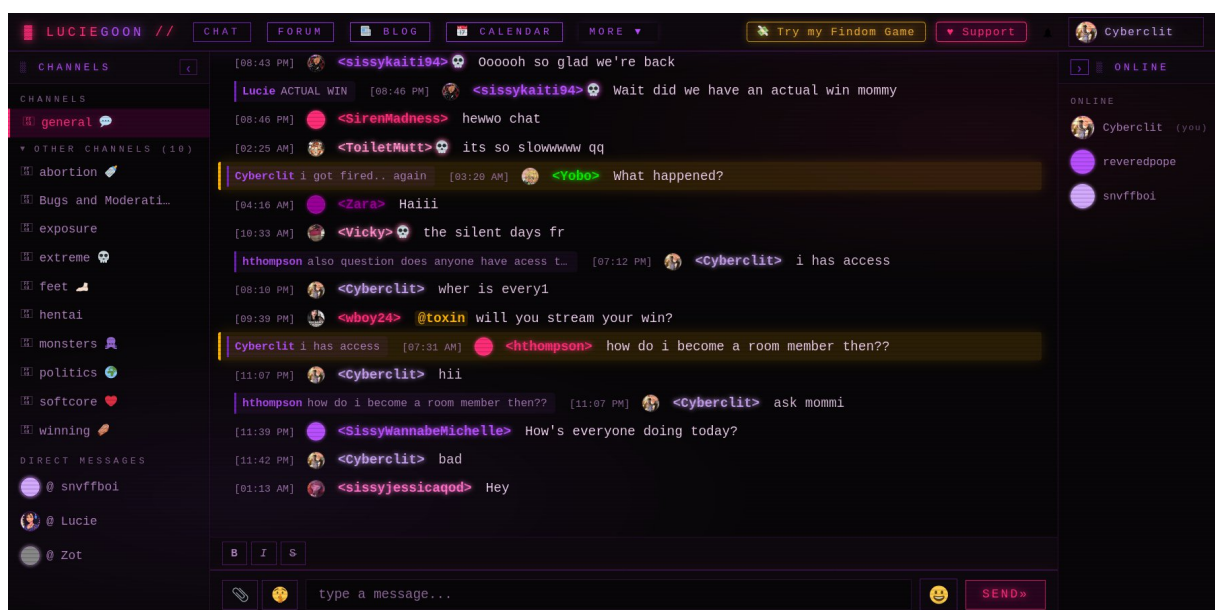 LUCIEGOON //
CHAT
FORUM
BLOG
CALENDAR
MORE ▼
Try my Findom Game
♥ Support
Cyberclit
CHANNELS
‹
CHANNELS
general
▼ OTHER CHANNELS (10)
abortion
Bugs and Moderati…
exposure
extreme
feet
hentai
monsters
politics
softcore
winning
DIRECT MESSAGES
@ snvffboi
@ Lucie
@ Zot
[08:43 PM] <sissykaiti94> Oooooh so glad we're back
Lucie ACTUAL WIN [08:46 PM] <sissykaiti94> Wait did we have an actual win mommy
[08:46 PM] <SirenMadness> hewwo chat
[02:25 AM] <ToiletMutt> its so slowwwww qq
Cyberclit i got fired.. again [03:20 AM] <Yobo> What happened?
[04:16 AM] <Zara> Haiii
[10:33 AM] <Vicky> the silent days fr
hthompson also question does anyone have acess t… [07:12 PM] <Cyberclit> i has access
[08:10 PM] <Cyberclit> wher is every1
[09:39 PM] <wboy24> @toxin will you stream your win?
Cyberclit i has access [07:31 AM] <hthompson> how do i become a room member then??
[11:07 PM] <Cyberclit> hii
hthompson how do i become a room member then?? [11:07 PM] <Cyberclit> ask mommi
[11:39 PM] <SissyWannabeMichelle> How's everyone doing today?
[11:42 PM] <Cyberclit> bad
[01:13 AM] <sissyjessicaqod> Hey
B I S
type a message...
SEND»
› ONLINE
ONLINE
Cyberclit (you)
reveredpope
snvffboi